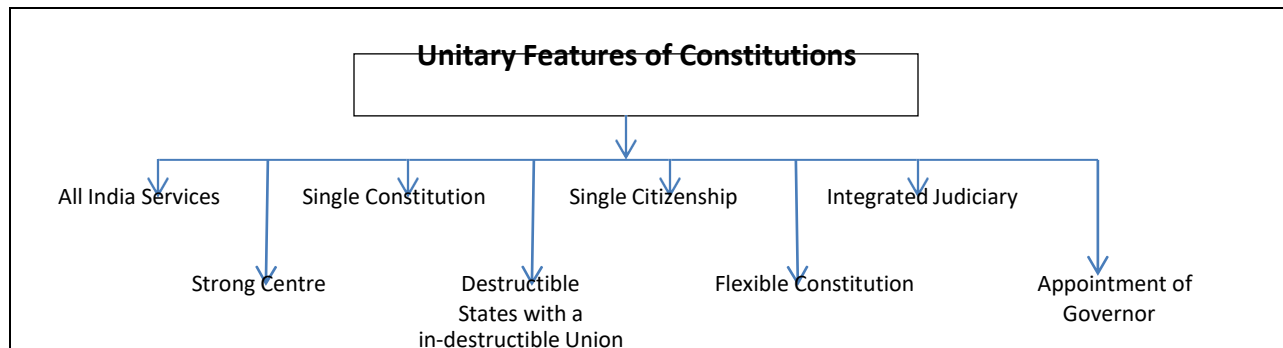 Unitary Features of Constitutions
All India Services
Single Constitution
Single Citizenship
Integrated Judiciary
Strong Centre
Destructible
States with a
in-destructible Union
Flexible Constitution
Appointment of
Governor